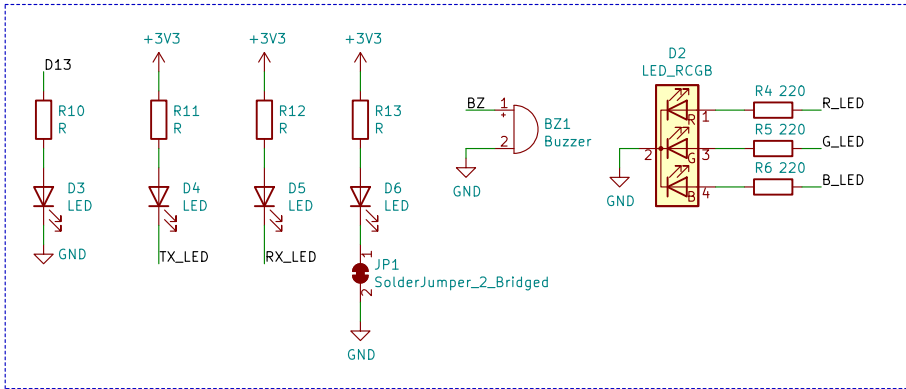 +3V3
+3V3
+3V3
D13
R10
R
R11
R
R12
R
R13
R
D3
LED
D4
LED
D5
LED
D6
LED
GND
TX_LED
RX_LED
1
JP1
SolderJumper_2_Bridged
2
GND
BZ
1
+
2
BZ1
Buzzer
GND
D2
LED_RCGB
R 1
2
G 3
B 4
GND
R4 220
R_LED
R5 220
G_LED
R6 220
B_LED